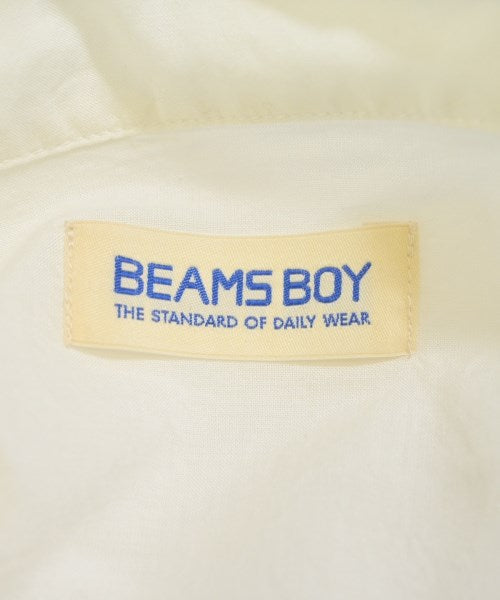 BEAMS BOY
THE STANDARD OF DAILY WEAR